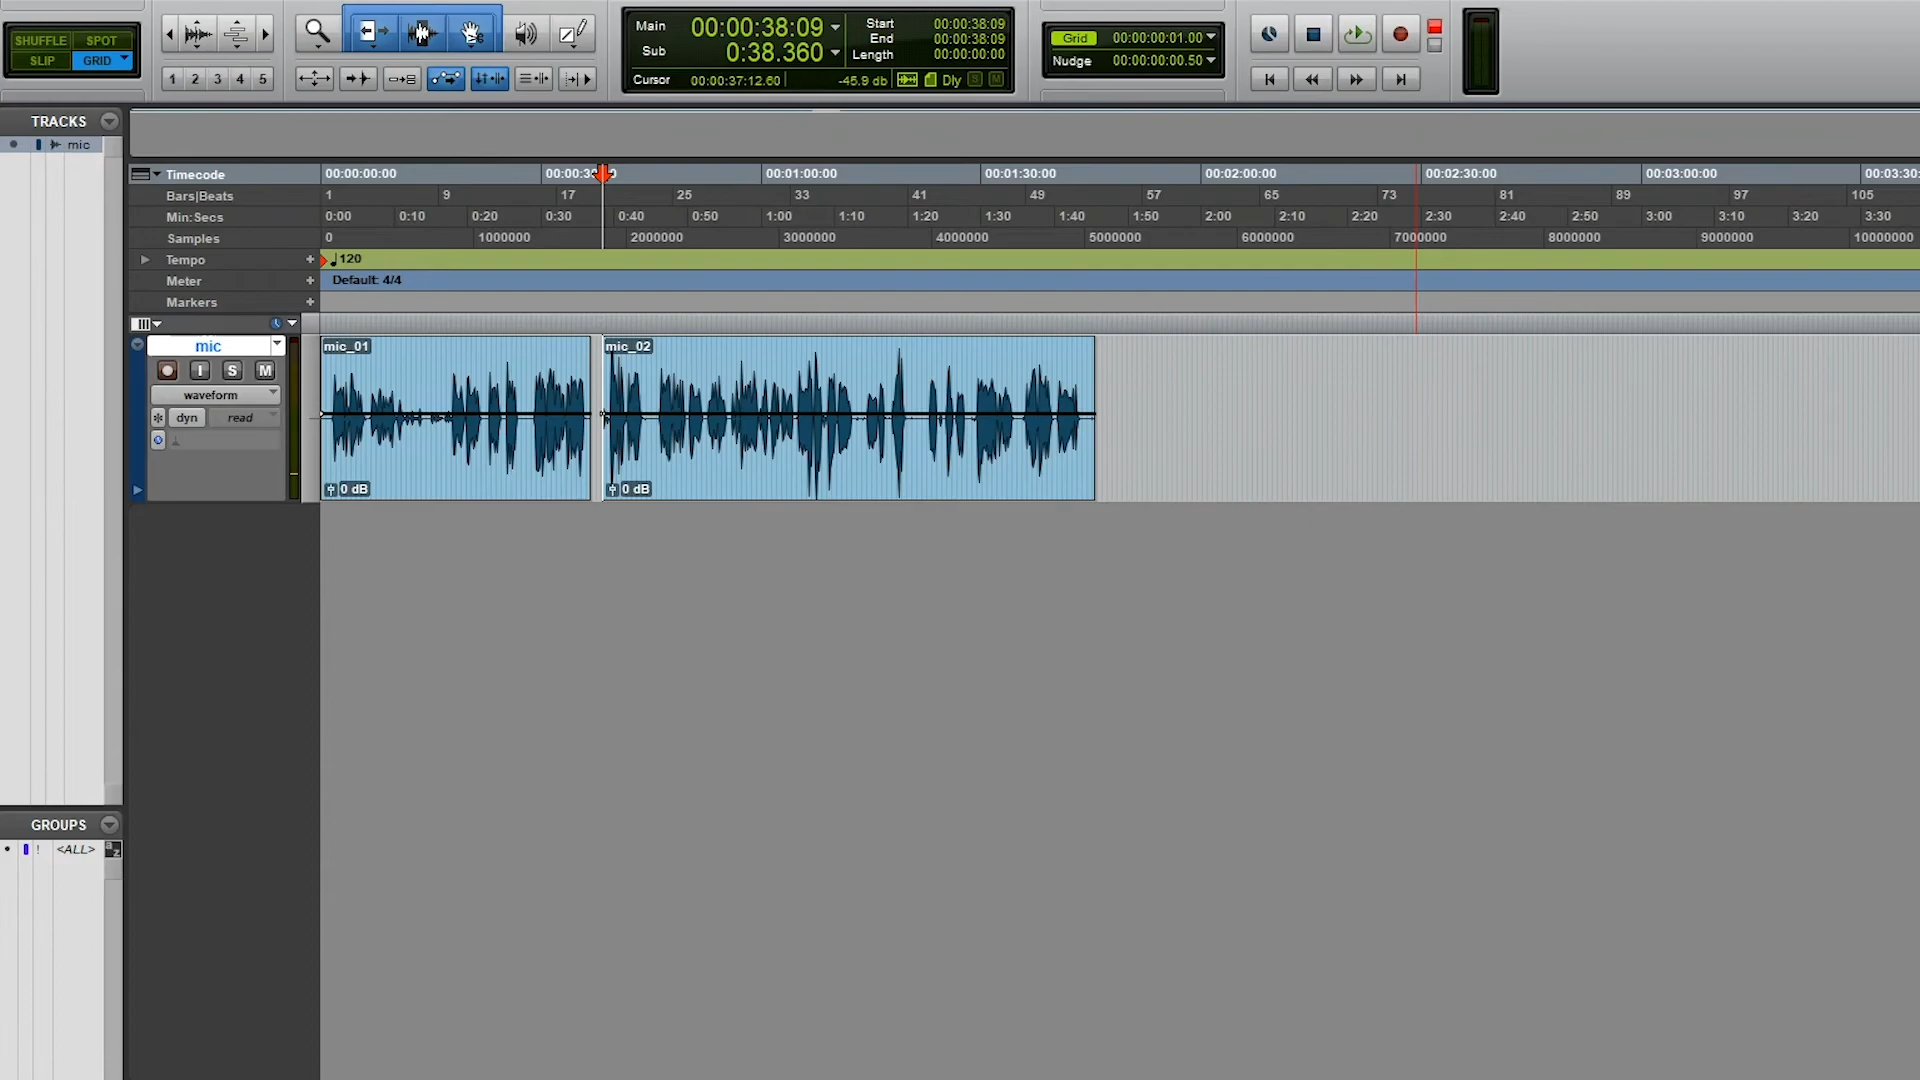 SHUFFLE SPOT
SLIP GRID
1 2 3 4 5
Main 00:00:38:09
Sub 0:38.360
Start 00:00:38:09
End 00:00:38:09
Length 00:00:00:00
Cursor 00:00:37:12.60 -45.9 db Dly S M
Grid 00:00:00:01.00
Nudge 00:00:00:00.50
TRACKS
mic
Timecode 00:00:00:00 00:00:3 00:01:00:00 00:01:30:00 00:02:00:00 00:02:30:00 00:03:00:00 00:03:30:
Bars|Beats 1 9 17 25 33 41 49 57 65 73 81 89 97 105
Min:Secs 0:00 0:10 0:20 0:30 0:40 0:50 1:00 1:10 1:20 1:30 1:40 1:50 2:00 2:10 2:20 2:30 2:40 2:50 3:00 3:10 3:20 3:30
Samples 0 1000000 2000000 3000000 4000000 5000000 6000000 7000000 8000000 9000000 10000000
Tempo + 120
Meter + Default: 4/4
Markers +
mic
I S M
waveform
dyn read
mic_01
0 dB
mic_02
0 dB
GROUPS
! <ALL> a z